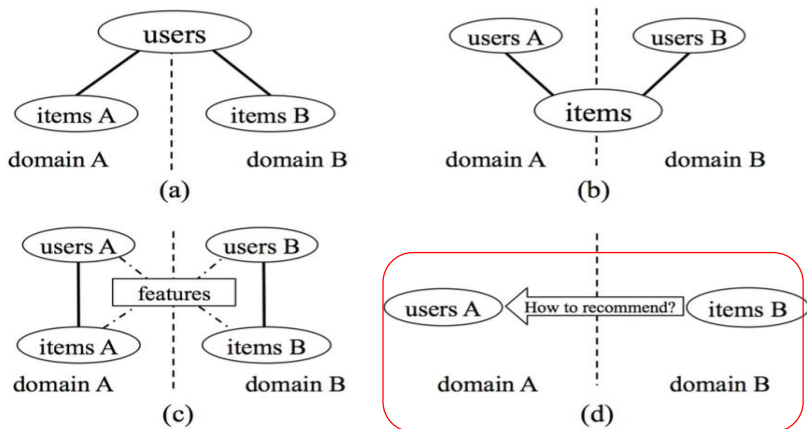 users
items A
items B
domain A
domain B
(a)
users A
users B
items
domain A
domain B
(b)
users A
users B
features
items A
items B
domain A
domain B
(c)
users A
How to recommend?
items B
domain A
domain B
(d)